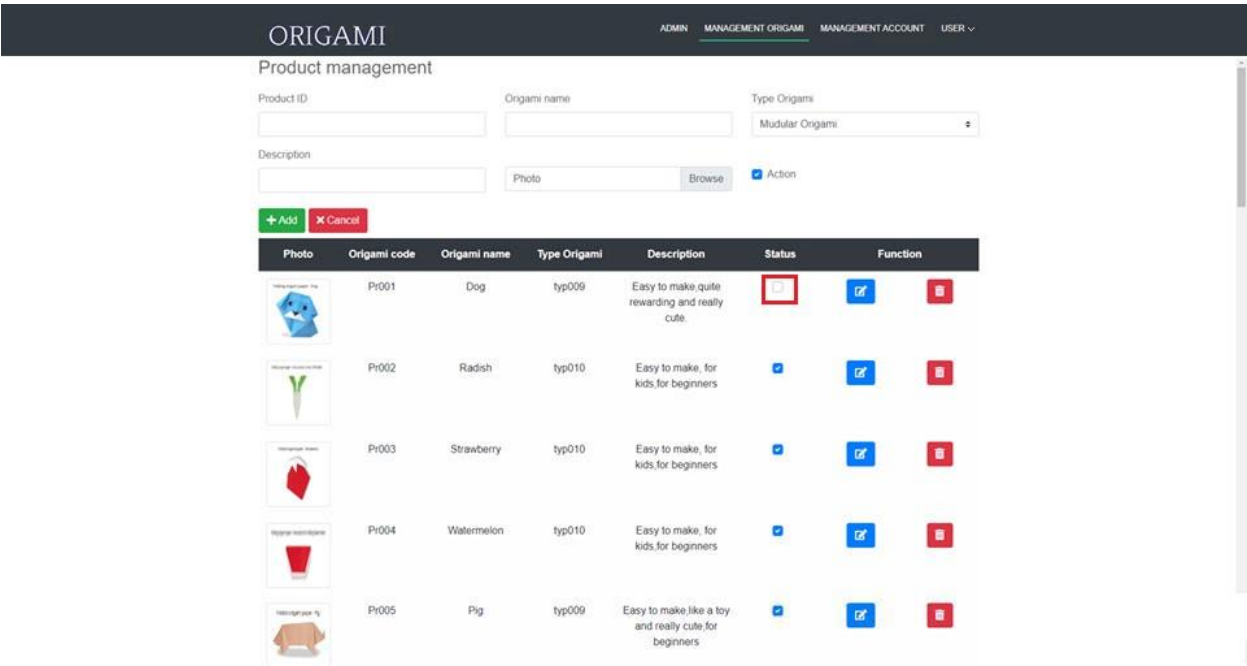 ORIGAMI
ADMIN MANAGEMENT ORIGAMI MANAGEMENT ACCOUNT USER
Product management
Product ID Origami name Type Origami
Mudular Origami
Description
Photo Browse Action
Add Cancel
Photo Origami code Origami name Type Origami Description Status Function
Pr001 Dog typ009 Easy to make,quite
rewarding and really
cute.
Pr002 Radish typ010 Easy to make, for
kids,for beginners
Pr003 Strawberry typ010 Easy to make, for
kids,for beginners
Pr004 Watermelon typ010 Easy to make, for
kids,for beginners
Pr005 Pig typ009 Easy to make,like a toy
and really cute,for
beginners